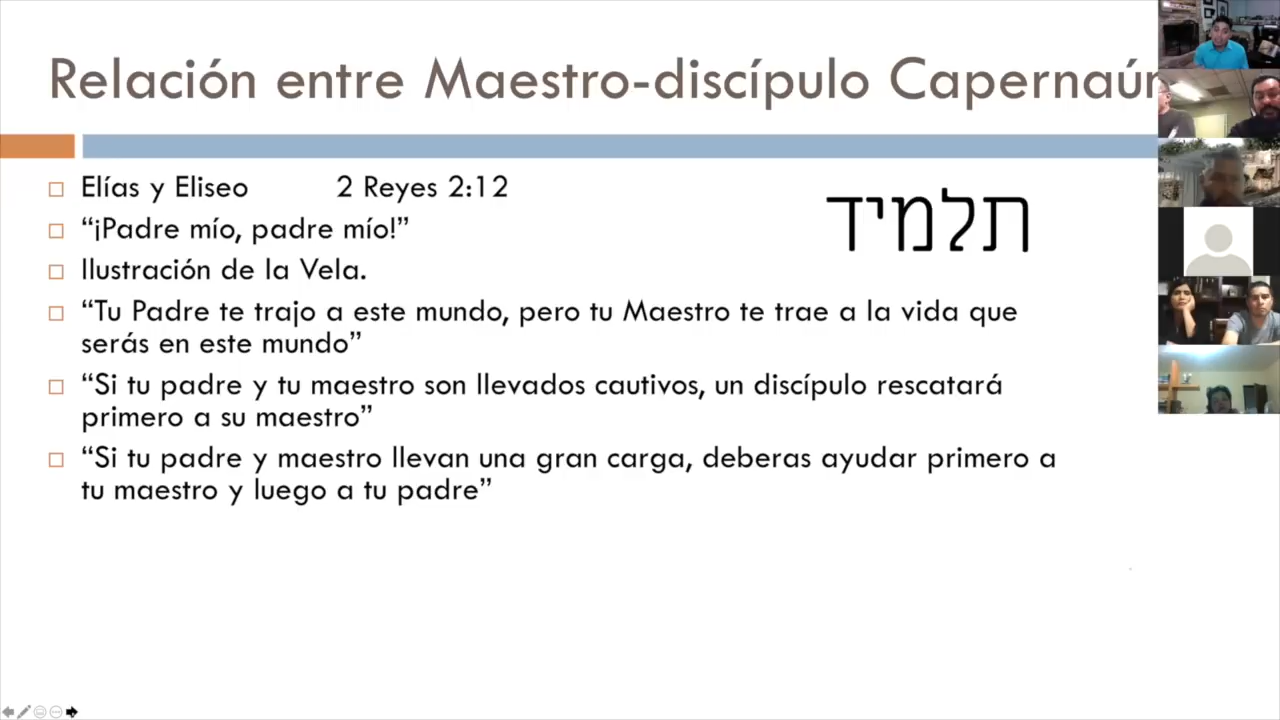 Relación entre Maestro-discípulo Capernaúm
Elías y Eliseo 2 Reyes 2:12
תלמיד
“¡Padre mío, padre mío!”
Ilustración de la Vela.
“Tu Padre te trajo a este mundo, pero tu Maestro te trae a la vida que
serás en este mundo”
“Si tu padre y tu maestro son llevados cautivos, un discípulo rescatará
primero a su maestro”
“Si tu padre y maestro llevan una gran carga, deberas ayudar primero a
tu maestro y luego a tu padre”